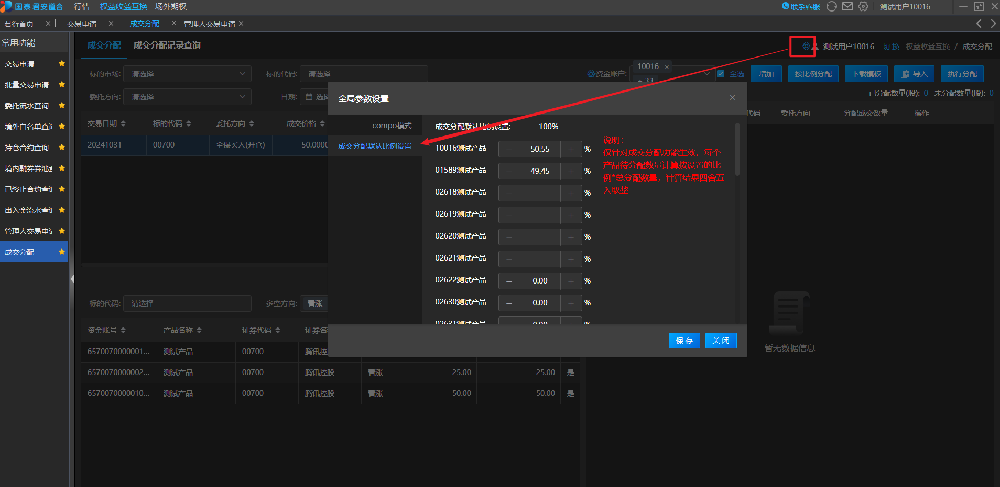 国泰君安道合 行情 权益收益互换 场外期权 联系客服 测试用户10016
君衍首页 × 交易申请 × 成交分配 × 管理人交易申请 ×
常用功能
交易申请
批量交易申请
委托流水查询
境外白名单查询
持仓合约查询
境内融券券池查
已终止合约查询
出入金流水查询
管理人交易申请
成交分配
成交分配 成交分配记录查询 测试用户10016 切换 权益收益互换 / 成交分配
标的市场: 请选择 标的代码: 请选择 资金账户: 10016 × + 33 全选 增加 按比例分配 下载模板 导入 执行分配
委托方向: 请选择 日期: 选择 已分配数量(股): 0 未分配数量(股): 0
交易日期 标的代码 委托方向 成交价格 代码 委托方向 分配成交数量 操作
20241031 00700 全保买入(开仓) 50.0000
全局参数设置
compo模式
成交分配默认比例设置
成交分配默认比例设置: 100%
10016测试产品 − 50.55 + %
01589测试产品 − 49.45 + %
02618测试产品 − + %
02619测试产品 − + %
02620测试产品 − + %
02621测试产品 − + %
02622测试产品 − 0.00 + %
02630测试产品 − 0.00 + %
02631测试产品 0.00 %
说明：
仅针对成交分配功能生效，每个
产品待分配数量计算按设置的比
例*总分配数量，计算结果四舍五
入取整
保存 关闭
标的代码: 请选择 多空方向: 看涨
资金账号 产品名称 证券代码 证券名称
6570070000001... 测试产品 00700 腾讯
6570070000002... 测试产品 00700 腾讯控股 看涨 25.00 25.00 是
6570070000010... 测试产品 00700 腾讯控股 看涨 50.00 50.00 是
暂无数据信息